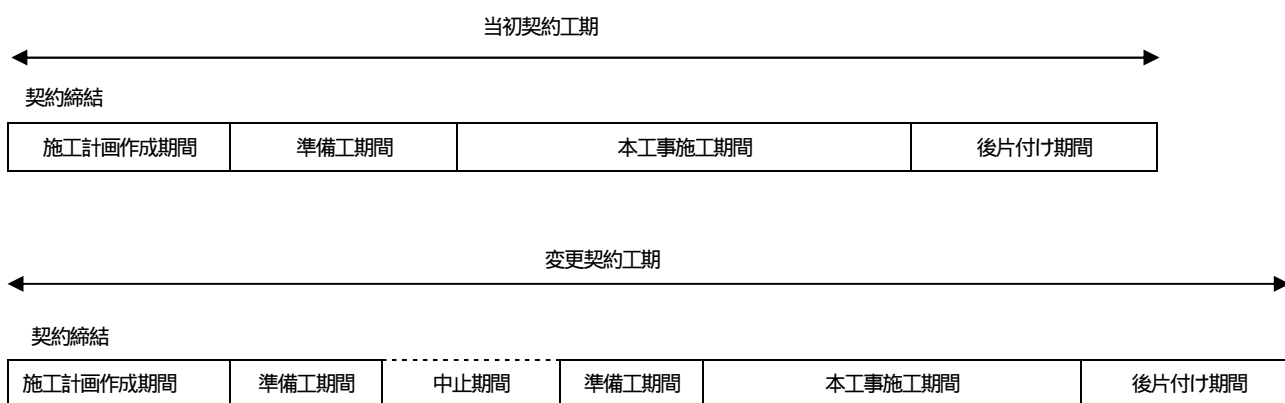 当初契約工期
契約締結
施工計画作成期間 準備工期間 本工事施工期間 後片付け期間
変更契約工期
契約締結
施工計画作成期間 準備工期間 中止期間 準備工期間 本工事施工期間 後片付け期間